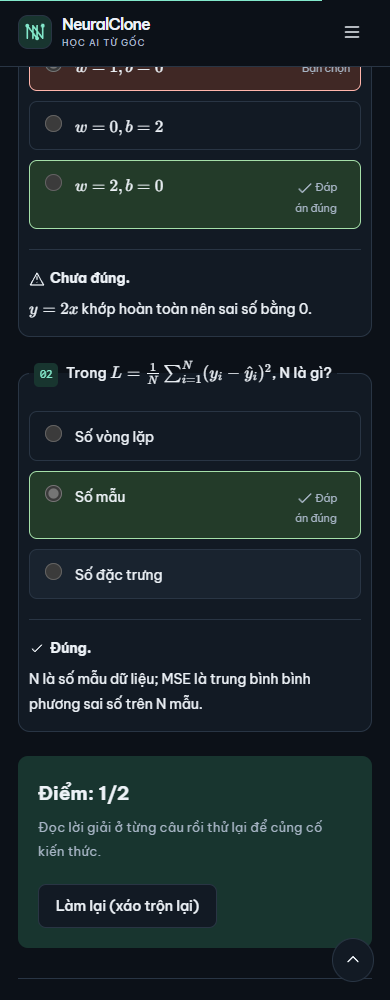 NeuralClone
HỌC AI TỪ GỐC
w = 1, b = 0
Bạn chọn
w = 0, b = 2
w = 2, b = 0
Đáp
án đúng
Chưa đúng.
y = 2x khớp hoàn toàn nên sai số bằng 0.
02 Trong L = \frac{1}{N} \sum_{i=1}^{N} (y_i − ŷ_i)^2, N là gì?
Số vòng lặp
Số mẫu
Đáp
án đúng
Số đặc trưng
Đúng.
N là số mẫu dữ liệu; MSE là trung bình bình
phương sai số trên N mẫu.
Điểm: 1/2
Đọc lời giải ở từng câu rồi thử lại để củng cố
kiến thức.
Làm lại (xáo trộn lại)